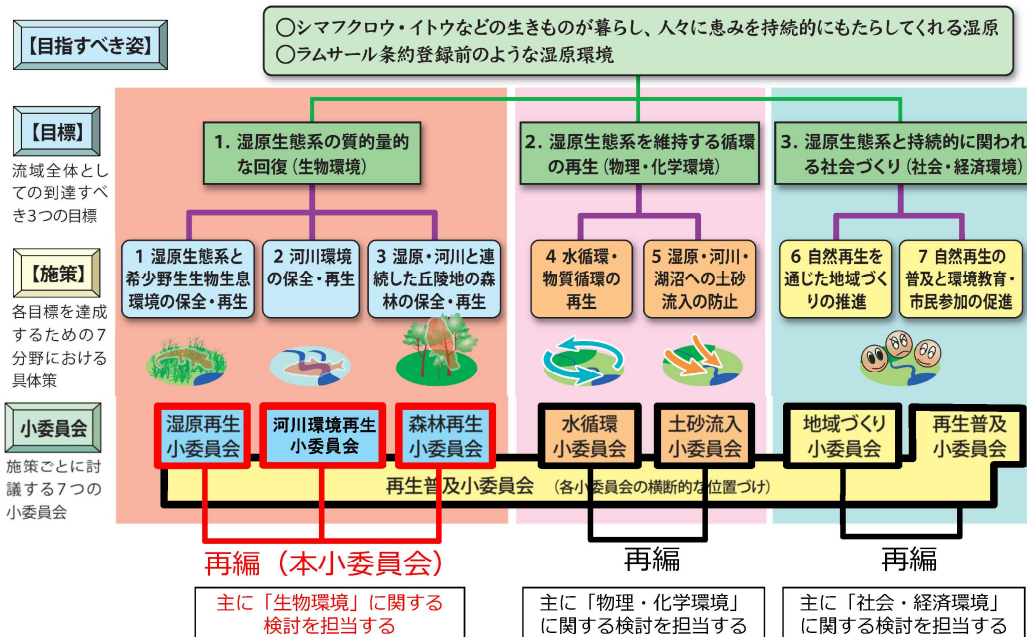 【目指すべき姿】
○シマフクロウ・イトウなどの生きものが暮らし、人々に恵みを持続的にもたらしてくれる湿原
○ラムサール条約登録前のような湿原環境
【目標】
流域全体とし
ての到達すべ
き3つの目標
1. 湿原生態系の質的量的
な回復（生物環境）
2. 湿原生態系を維持する循環
の再生（物理・化学環境）
3. 湿原生態系と持続的に関われ
る社会づくり（社会・経済環境）
【施策】
各目標を達成
するための7
分野における
具体策
1 湿原生態系と
希少野生生物生息
環境の保全・再生
2 河川環境
の保全・再生
3 湿原・河川と連
続した丘陵地の森
林の保全・再生
4 水循環・
物質循環の
再生
5 湿原・河川・
湖沼への土砂
流入の防止
6 自然再生を
通じた地域づく
りの推進
7 自然再生の
普及と環境教育・
市民参加の促進
小委員会
施策ごとに討
議する7つの
小委員会
湿原再生
小委員会
河川環境再生
小委員会
森林再生
小委員会
水循環
小委員会
土砂流入
小委員会
地域づくり
小委員会
再生普及
小委員会
再生普及小委員会 （各小委員会の横断的な位置づけ）
再編（本小委員会）
再編
再編
主に「生物環境」に関する
検討を担当する
主に「物理・化学環境」
に関する検討を担当する
主に「社会・経済環境」
に関する検討を担当する